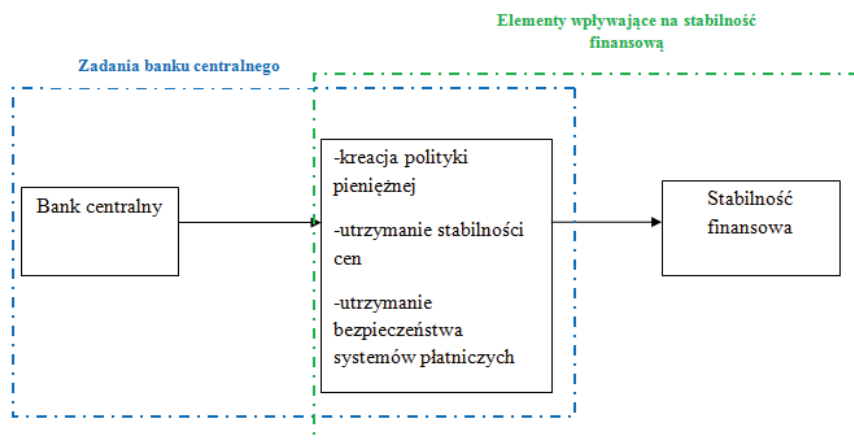 Elementy wpływające na stabilność
finansową
Zadania banku centralnego
Bank centralny
-kreacja polityki
pieniężnej
-utrzymanie stabilności
cen
-utrzymanie
bezpieczeństwa
systemów płatniczych
Stabilność
finansowa